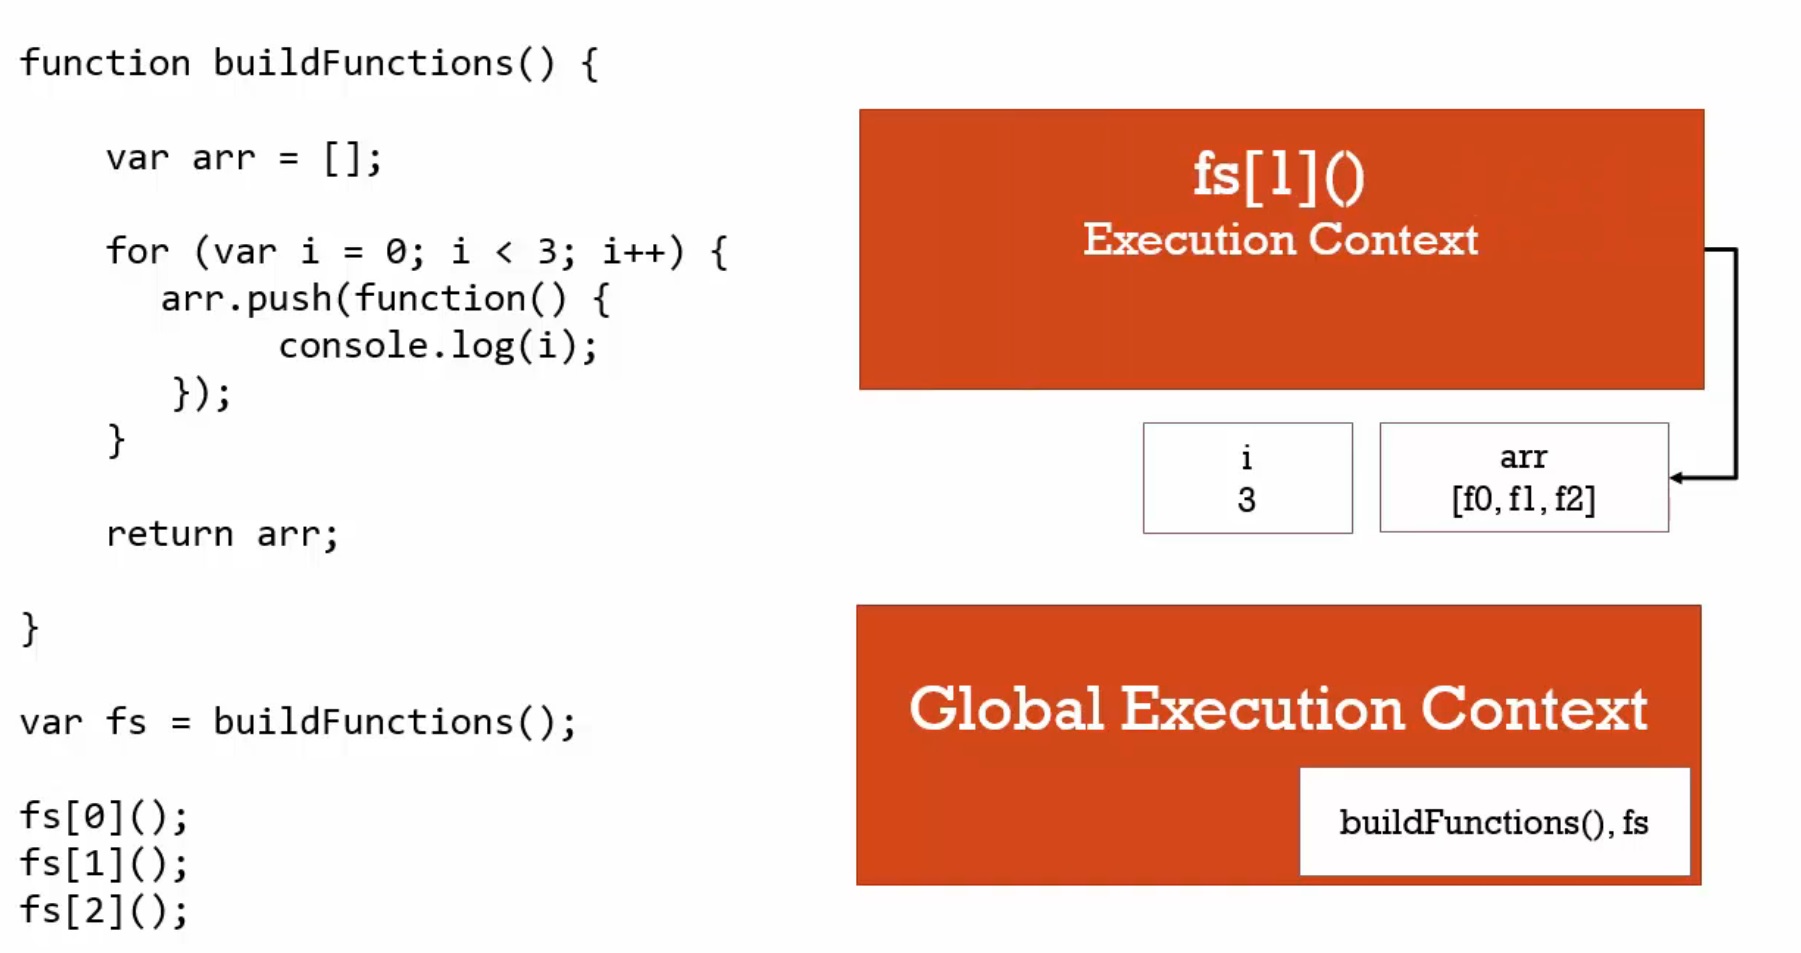 function buildFunctions() {
var arr = [];
for (var i = 0; i < 3; i++) {
arr.push(function() {
console.log(i);
});
}
return arr;
}
var fs = buildFunctions();
fs[0]();
fs[1]();
fs[2]();
fs[1]()
Execution Context
i
3
arr
[f0, f1, f2]
Global Execution Context
buildFunctions(), fs